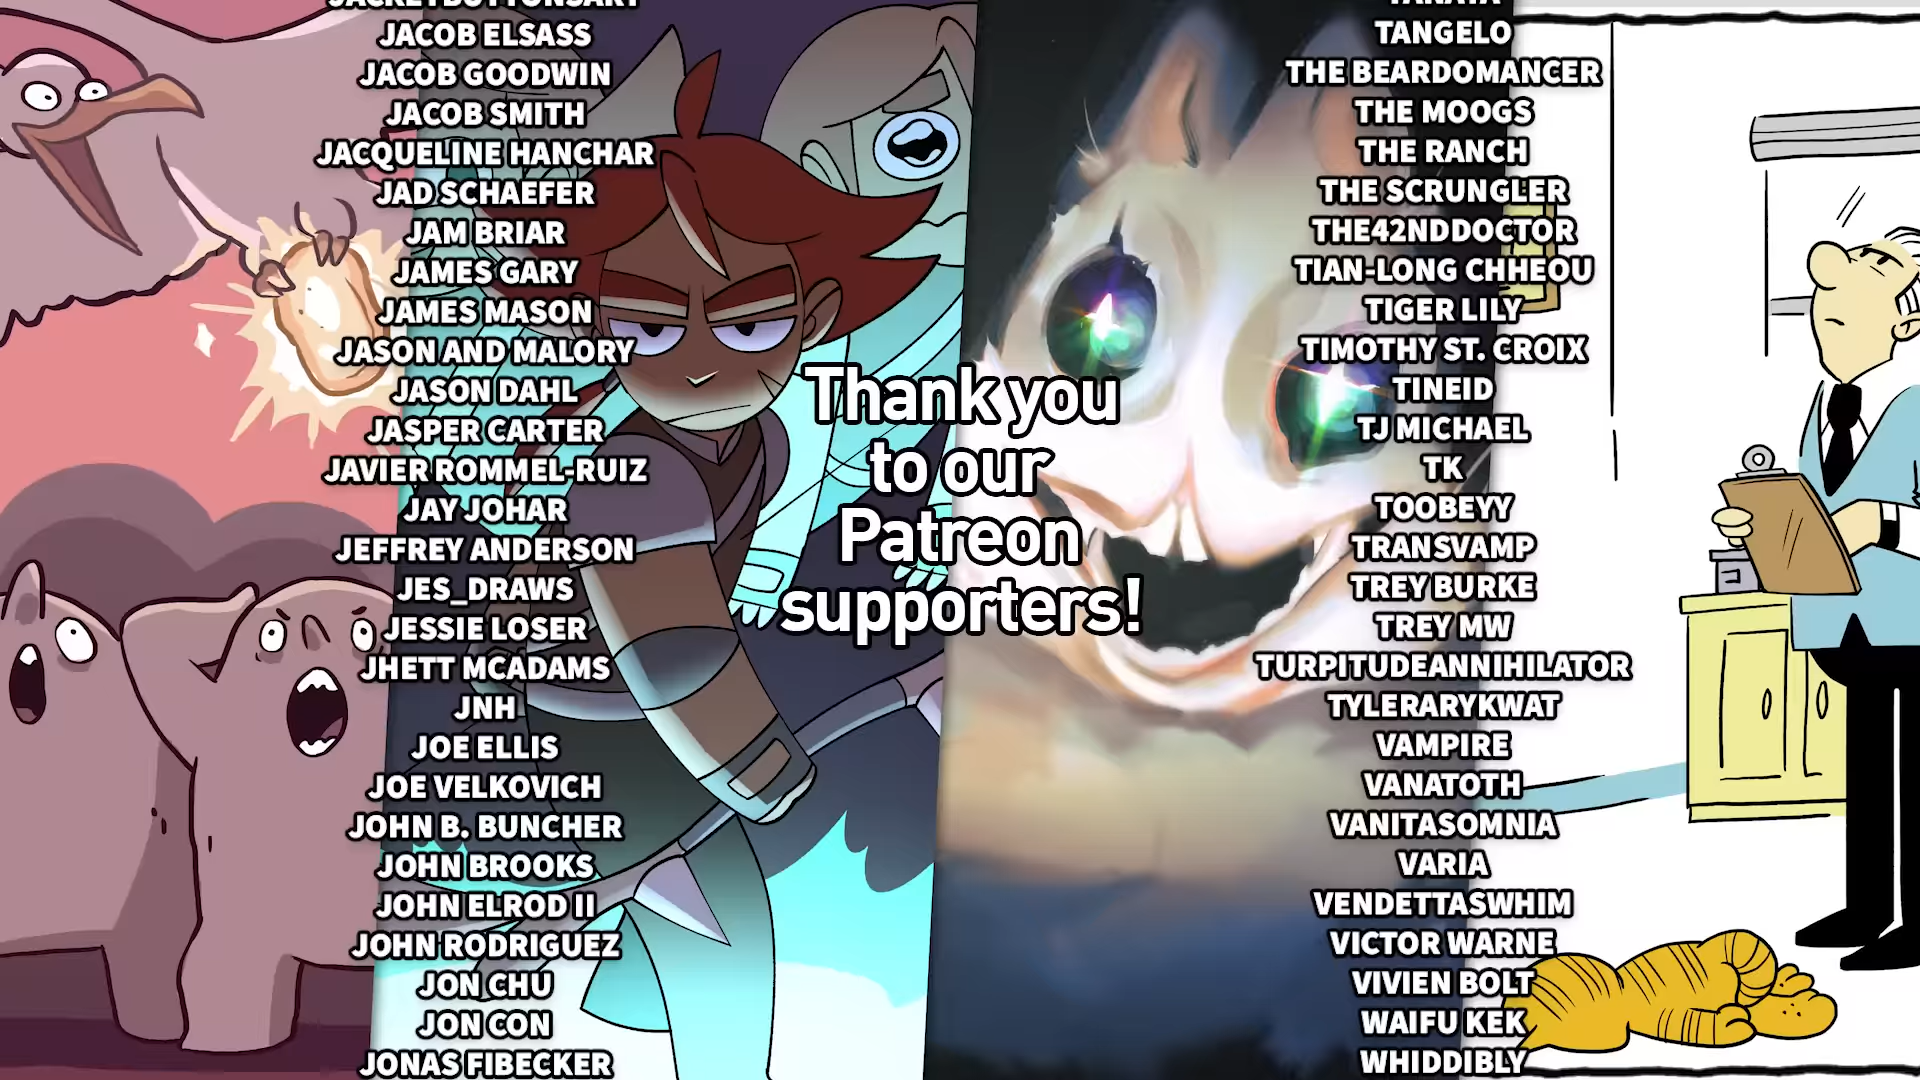 JACKETBUTTONSART
JACOB ELSASS
JACOB GOODWIN
JACOB SMITH
JACQUELINE HANCHAR
JAD SCHAEFER
JAM BRIAR
JAMES GARY
JAMES MASON
JASON AND MALORY
JASON DAHL
JASPER CARTER
JAVIER ROMMEL-RUIZ
JAY JOHAR
JEFFREY ANDERSON
JES_DRAWS
JESSIE LOSER
JHETT MCADAMS
JNH
JOE ELLIS
JOE VELKOVICH
JOHN B. BUNCHER
JOHN BROOKS
JOHN ELROD II
JOHN RODRIGUEZ
JON CHU
JON CON
JONAS FIBECKER
Thank you
to our
Patreon
supporters!
TANGELO
THE BEARDOMANCER
THE MOOGS
THE RANCH
THE SCRUNGLER
THE42NDDOCTOR
TIAN-LONG CHHEOU
TIGER LILY
TIMOTHY ST. CROIX
TINEID
TJ MICHAEL
TK
TOOBEYY
TRANSVAMP
TREY BURKE
TREY MW
TURPITUDEANNIHILATOR
TYLERARYKWAT
VAMPIRE
VANATOTH
VANITASOMNIA
VARIA
VENDETTASWHIM
VICTOR WARNE
VIVIEN BOLT
WAIFU KEK
WHIDDIBLY